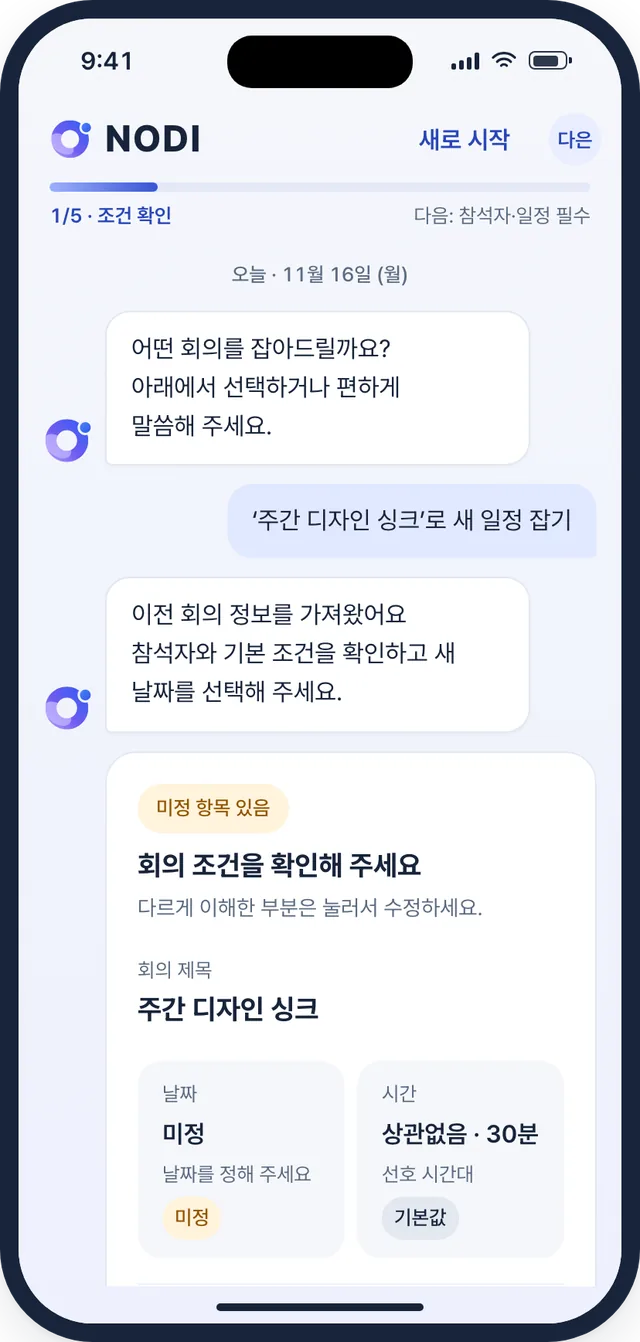 9:41
NODI
새로 시작
다은
1/5 · 조건 확인
다음: 참석자·일정 필수
오늘 · 11월 16일 (월)
어떤 회의를 잡아드릴까요?
아래에서 선택하거나 편하게
말씀해 주세요.
‘주간 디자인 싱크’로 새 일정 잡기
이전 회의 정보를 가져왔어요
참석자와 기본 조건을 확인하고 새
날짜를 선택해 주세요.
미정 항목 있음
회의 조건을 확인해 주세요
다르게 이해한 부분은 눌러서 수정하세요.
회의 제목
주간 디자인 싱크
날짜
미정
날짜를 정해 주세요
미정
시간
상관없음 · 30분
선호 시간대
기본값